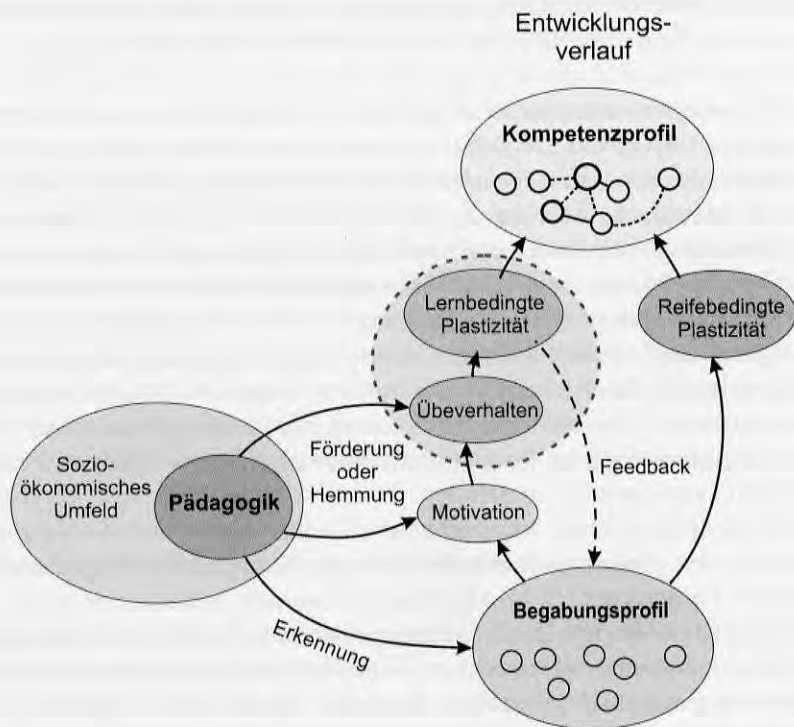 Entwicklungs-
verlauf
Kompetenzprofil
Lernbedingte
Plastizität
Reifebedingte
Plastizität
Übeverhalten
Sozio-
ökonomisches
Umfeld
Pädagogik
Förderung
oder
Hemmung
Feedback
Motivation
Erkennung
Begabungsprofil